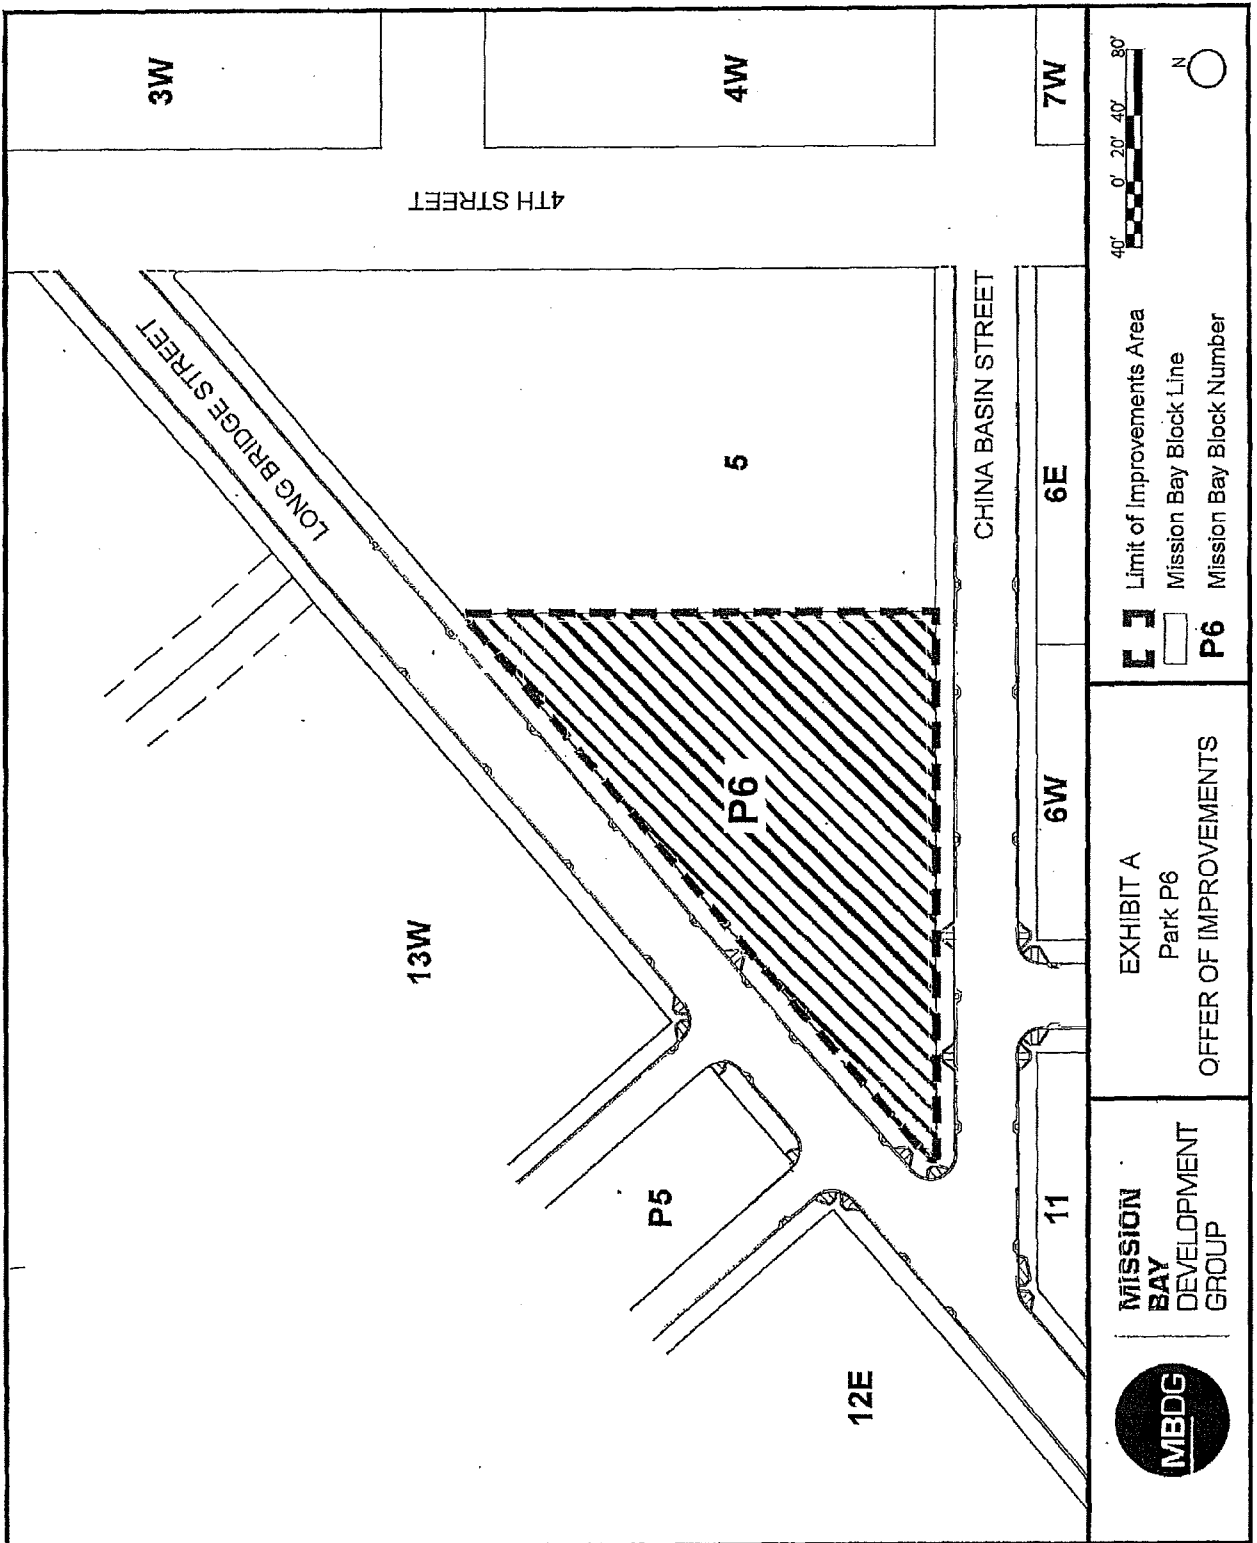 3W
4W
7W
4TH STREET
LONG BRIDGE STREET
5
CHINA BASIN STREET
6E
P6
13W
6W
P5
11
12E
MBDG
MISSION
BAY
DEVELOPMENT
GROUP
EXHIBIT A
Park P6
OFFER OF IMPROVEMENTS
Limit of Improvements Area
Mission Bay Block Line
P6 Mission Bay Block Number
40' 0' 20' 40' 80'
N